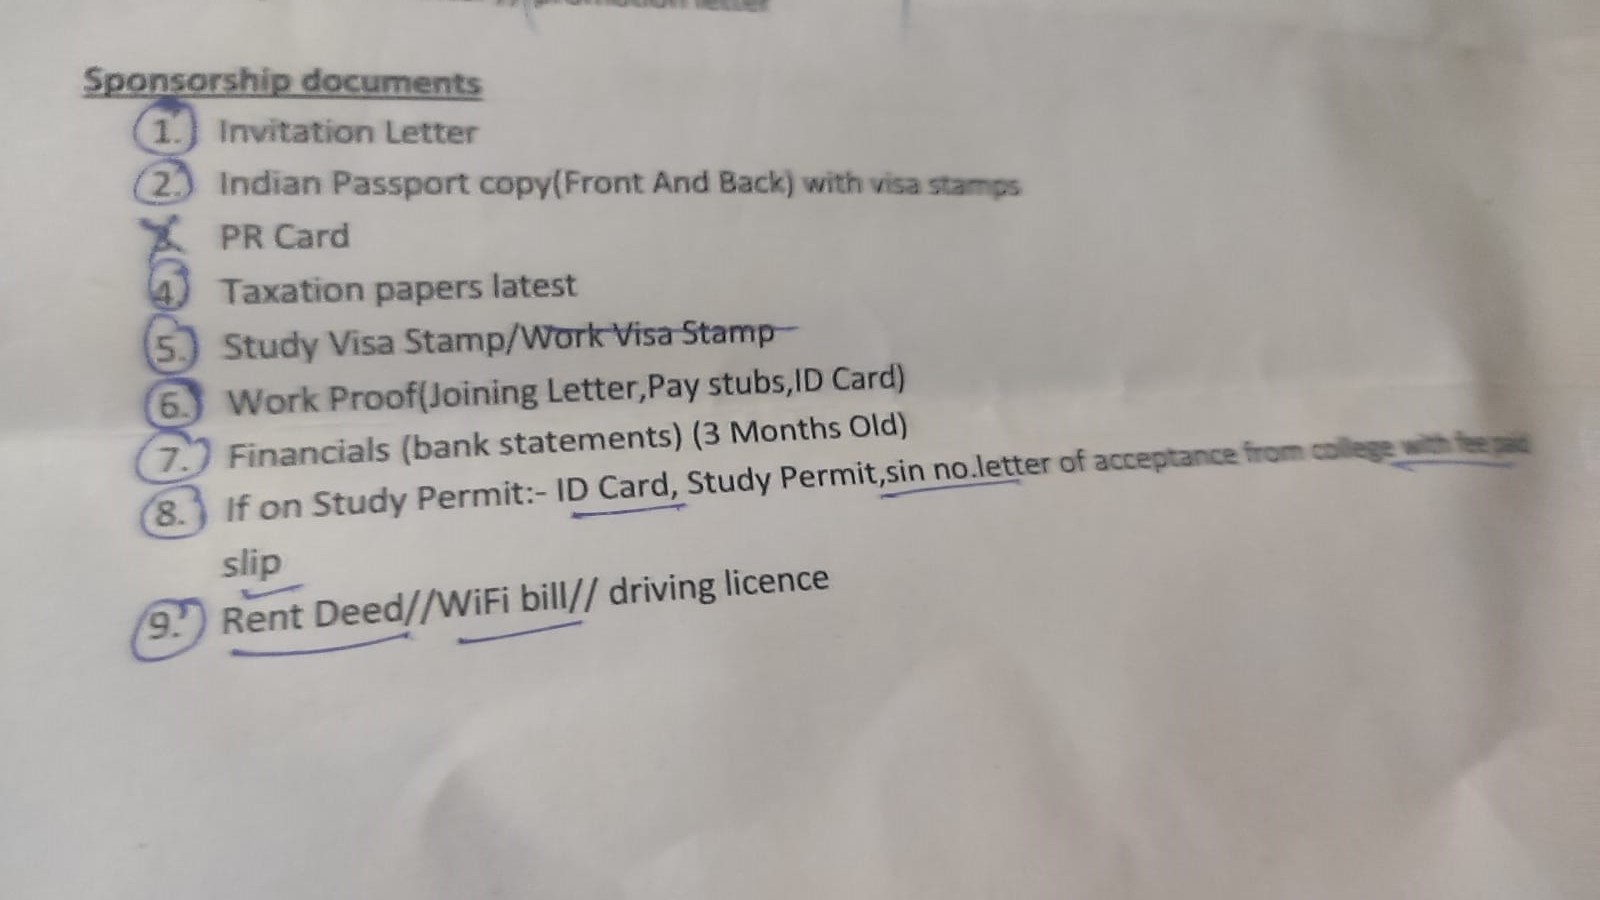 promotion letter
Sponsorship documents
1. Invitation Letter
2. Indian Passport copy(Front And Back) with visa stamps
3. PR Card
4. Taxation papers latest
5. Study Visa Stamp/Work Visa Stamp
6. Work Proof(Joining Letter,Pay stubs,ID Card)
7. Financials (bank statements) (3 Months Old)
8. If on Study Permit:- ID Card, Study Permit,sin no.letter of acceptance from college with fee paid
slip
9. Rent Deed//WiFi bill// driving licence